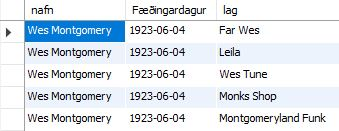 nafn Fæðingardagur lag
Wes Montgomery 1923-06-04 Far Wes
Wes Montgomery 1923-06-04 Leila
Wes Montgomery 1923-06-04 Wes Tune
Wes Montgomery 1923-06-04 Monks Shop
Wes Montgomery 1923-06-04 Montgomeryland Funk